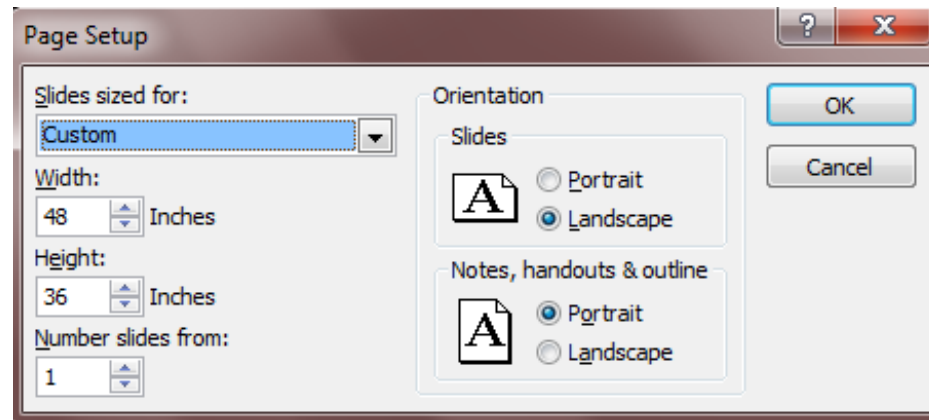 Page Setup
?
X
Slides sized for:
Custom
Width:
48 Inches
Height:
36 Inches
Number slides from:
1
Orientation
Slides
A
Portrait
Landscape
Notes, handouts & outline
A
Portrait
Landscape
OK
Cancel